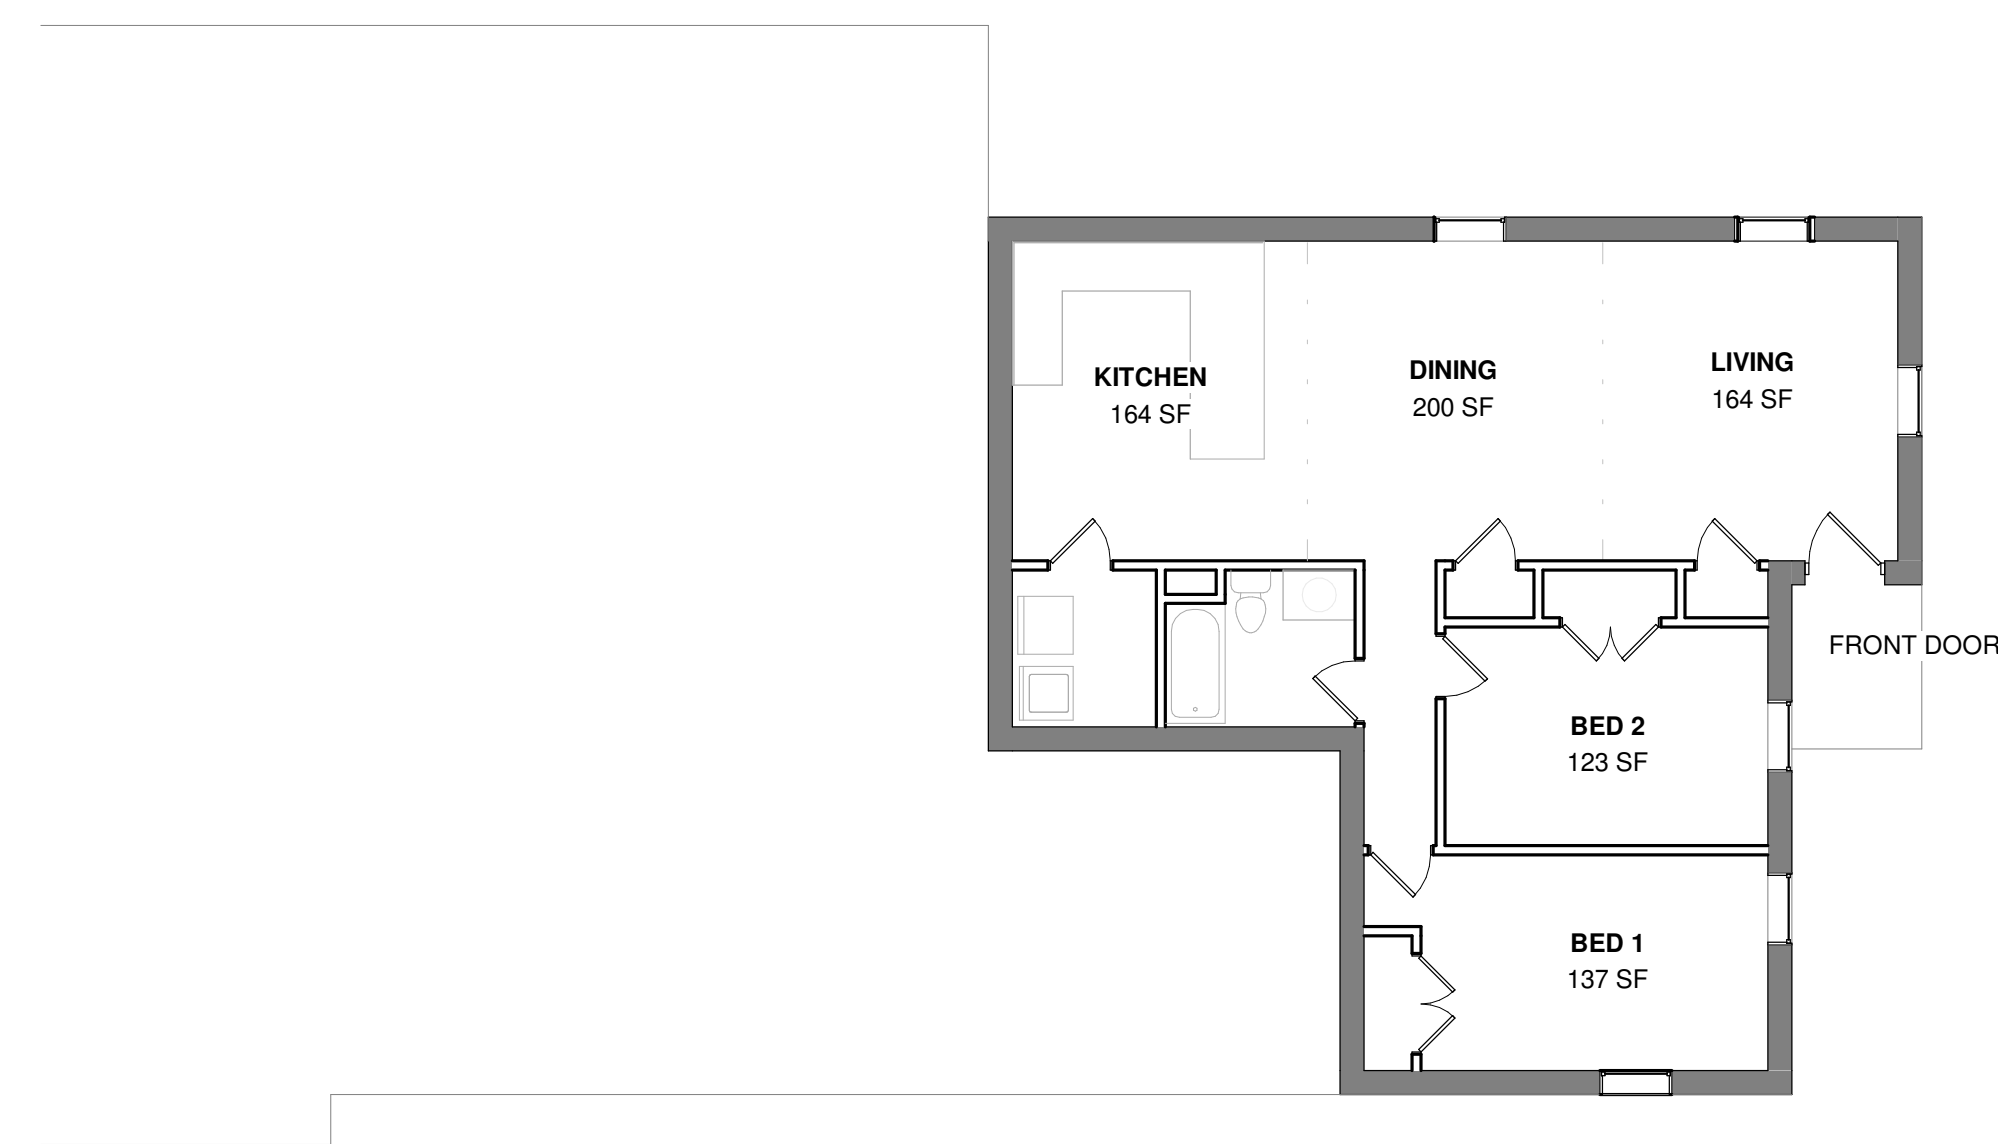 KITCHEN
164 SF
DINING
200 SF
LIVING
164 SF
FRONT DOOR
BED 2
123 SF
BED 1
137 SF